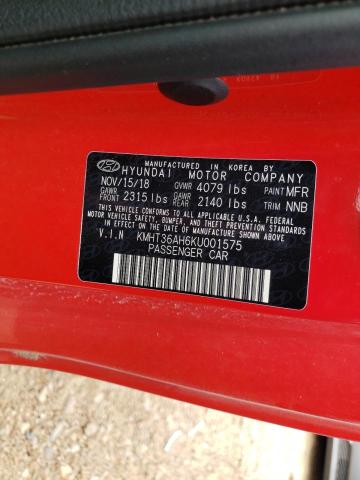 MANUFACTURED IN KOREA BY
HYUNDAI MOTOR COMPANY
NOV/15/18 GVWR 4079 lbs PAINT MFR
GAWR FRONT 2315 lbs GAWR REAR 2140 lbs TRIM NNB
THIS VEHICLE CONFORMS TO ALL APPLICABLE U.S.A. FEDERAL
MOTOR VEHICLE SAFETY, BUMPER, AND THEFT
PREVENTION STANDARDS IN EFFECT ON THE DATE OF
MANUFACTURE SHOWN ABOVE.
V.I.N KMHT36AH6KU001575
PASSENGER CAR